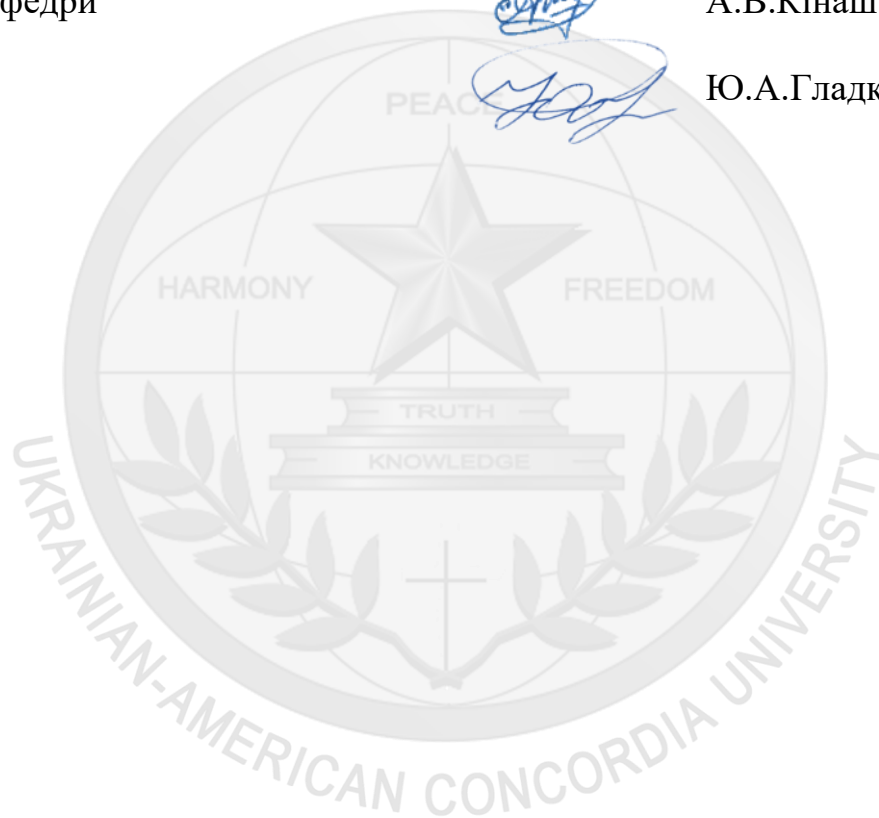 федри А.В.Кінаш
Ю.А.Гладк
PEACE
HARMONY FREEDOM
TRUTH
KNOWLEDGE
UKRAINIAN-AMERICAN CONCORDIA UNIVERSITY